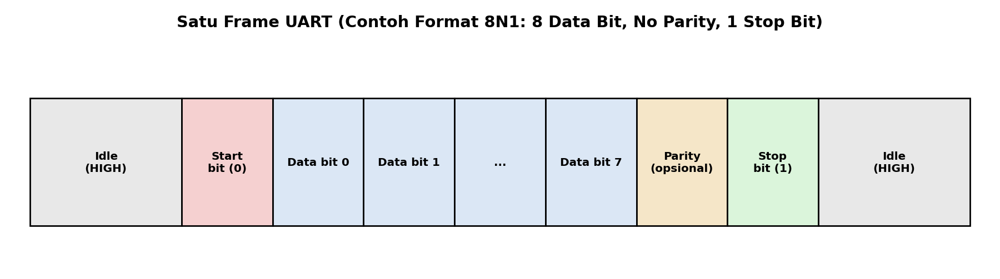 Satu Frame UART (Contoh Format 8N1: 8 Data Bit, No Parity, 1 Stop Bit)
Idle
(HIGH)
Start
bit (0)
Data bit 0
Data bit 1
...
Data bit 7
Parity
(opsional)
Stop
bit (1)
Idle
(HIGH)